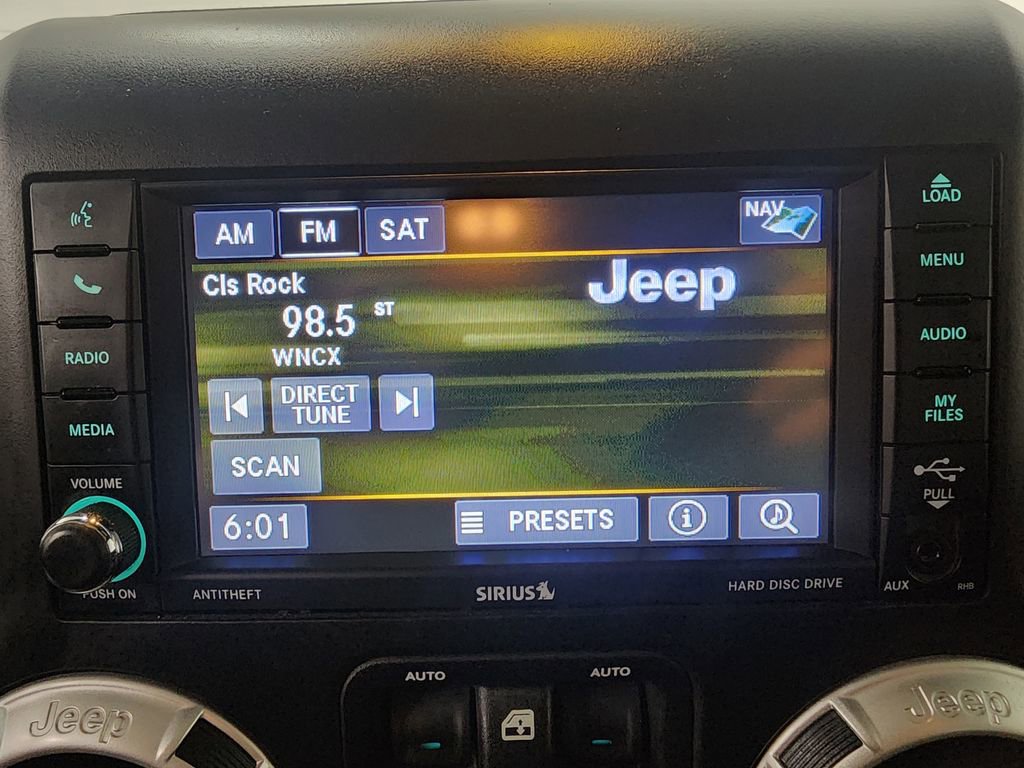 AM FM SAT NAV
Cls Rock
98.5 ST
WNCX
Jeep
DIRECT
TUNE
SCAN
6:01 PRESETS
RADIO
MEDIA
VOLUME
PUSH ON
LOAD
MENU
AUDIO
MY
FILES
PULL
AUX RHB
ANTITHEFT SIRIUS HARD DISC DRIVE
AUTO AUTO
Jeep Jeep